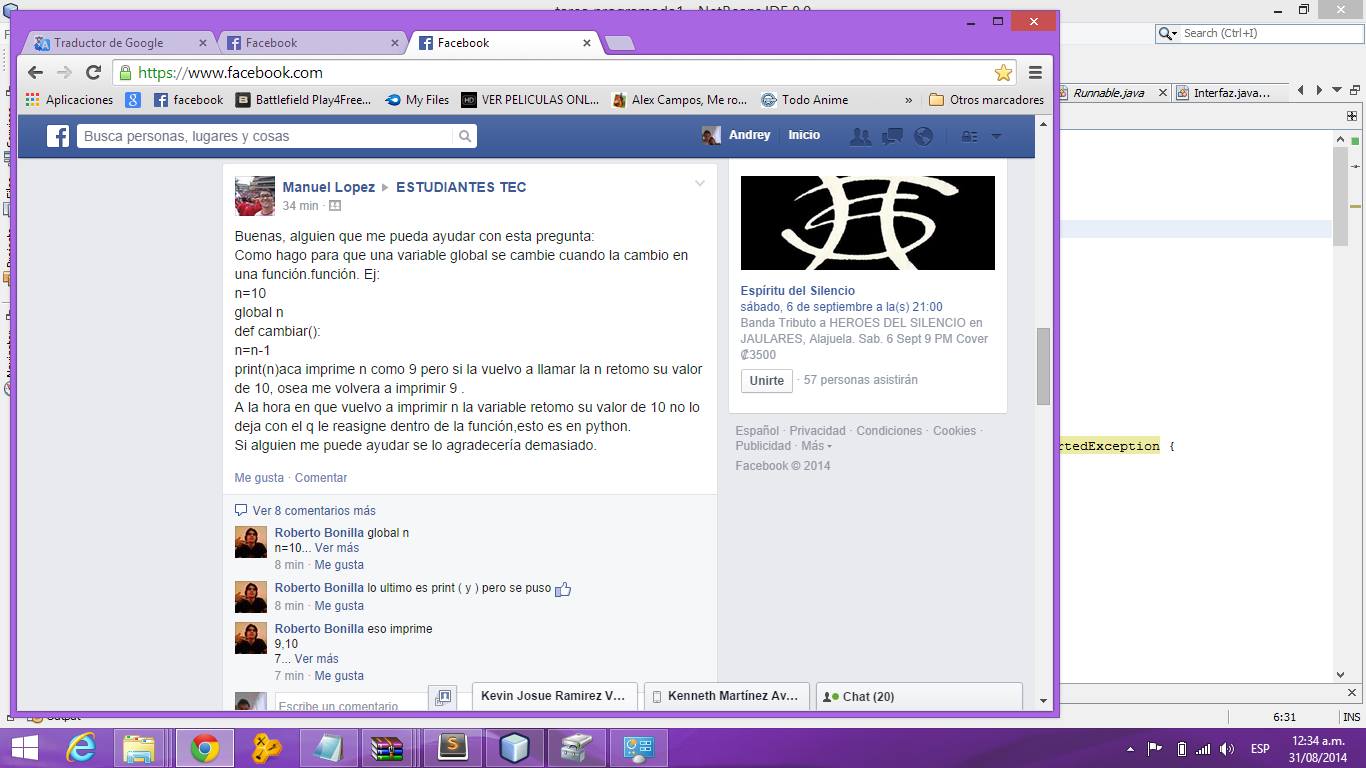 tarea programada1 - NetBeans IDE 8.0
Search (Ctrl+I)
Traductor de Google
Facebook
Facebook
https://www.facebook.com
Aplicaciones
facebook
Battlefield Play4Free...
My Files
VER PELICULAS ONL...
Alex Campos, Me ro...
Todo Anime
»
Otros marcadores
Runnable.java
Interfaz.java...
Busca personas, lugares y cosas
Andrey
Inicio
Manuel Lopez ▸ ESTUDIANTES TEC
34 min ·
Buenas, alguien que me pueda ayudar con esta pregunta:
Como hago para que una variable global se cambie cuando la cambio en
una función.función. Ej:
n=10
global n
def cambiar():
n=n-1
print(n)aca imprime n como 9 pero si la vuelvo a llamar la n retomo su valor
de 10, osea me volvera a imprimir 9 .
A la hora en que vuelvo a imprimir n la variable retomo su valor de 10 no lo
deja con el q le reasigne dentro de la función,esto es en python.
Si alguien me puede ayudar se lo agradecería demasiado.
Me gusta · Comentar
Ver 8 comentarios más
Roberto Bonilla global n
n=10... Ver más
8 min · Me gusta
Roberto Bonilla lo ultimo es print ( y ) pero se puso
8 min · Me gusta
Roberto Bonilla eso imprime
9,10
7... Ver más
7 min · Me gusta
Escribe un comentario
Espíritu del Silencio
sábado, 6 de septiembre a la(s) 21:00
Banda Tributo a HEROES DEL SILENCIO en
JAULARES, Alajuela. Sab. 6 Sept 9 PM Cover
₡3500
Unirte · 57 personas asistirán
Español · Privacidad · Condiciones · Cookies ·
Publicidad · Más
Facebook © 2014
rtedException {
Kevin Josue Ramirez V...
Kenneth Martínez Av...
Chat (20)
Output
6:31
INS
ESP
12:34 a.m.
31/08/2014